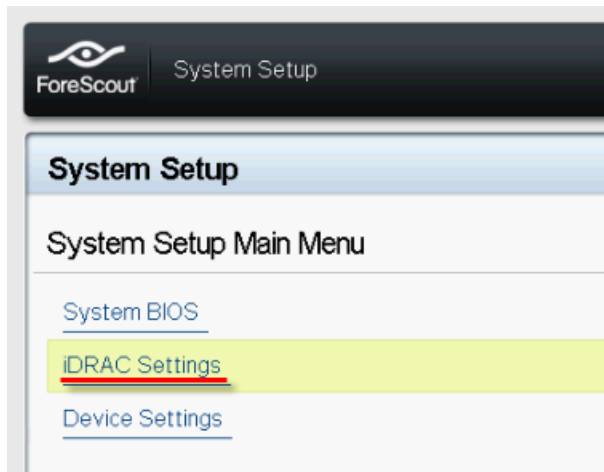 ForeScout
System Setup
System Setup
System Setup Main Menu
System BIOS
iDRAC Settings
Device Settings